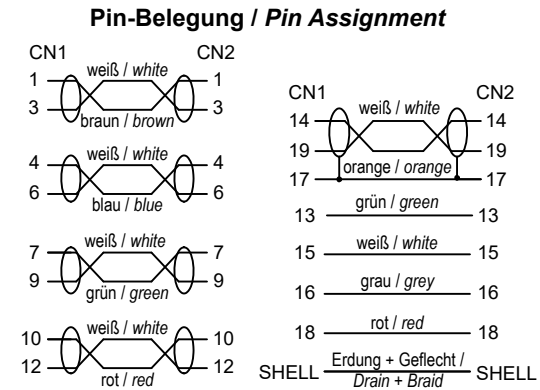 Pin-Belegung / Pin Assignment
CN1 CN2
1 weiß / white 1
3 braun / brown 3
4 weiß / white 4
6 blau / blue 6
7 weiß / white 7
9 grün / green 9
10 weiß / white 10
12 rot / red 12
CN1 CN2
14 weiß / white 14
19 19
17 orange / orange 17
13 grün / green 13
15 weiß / white 15
16 grau / grey 16
18 rot / red 18
SHELL Erdung + Geflecht / SHELL
Drain + Braid